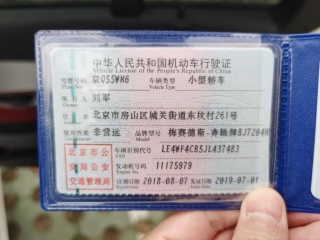 中华人民共和国机动车行驶证
Vehicle License of the People's Republic of China
号牌号码 京Q55WM6 车辆类型 小型轿车
Vehicle Type
所有人 刘军
住址 北京市房山区城关街道东坟村261号
使用性质 非营运 品牌型号 梅赛德斯-奔驰牌BJ7204H
北京市公安局公安交通管理局
车辆识别代号 LE4WF4CB5JL437483
VIN
发动机号码 11175979
注册日期 2018-08-07 发证日期 2019-07-01